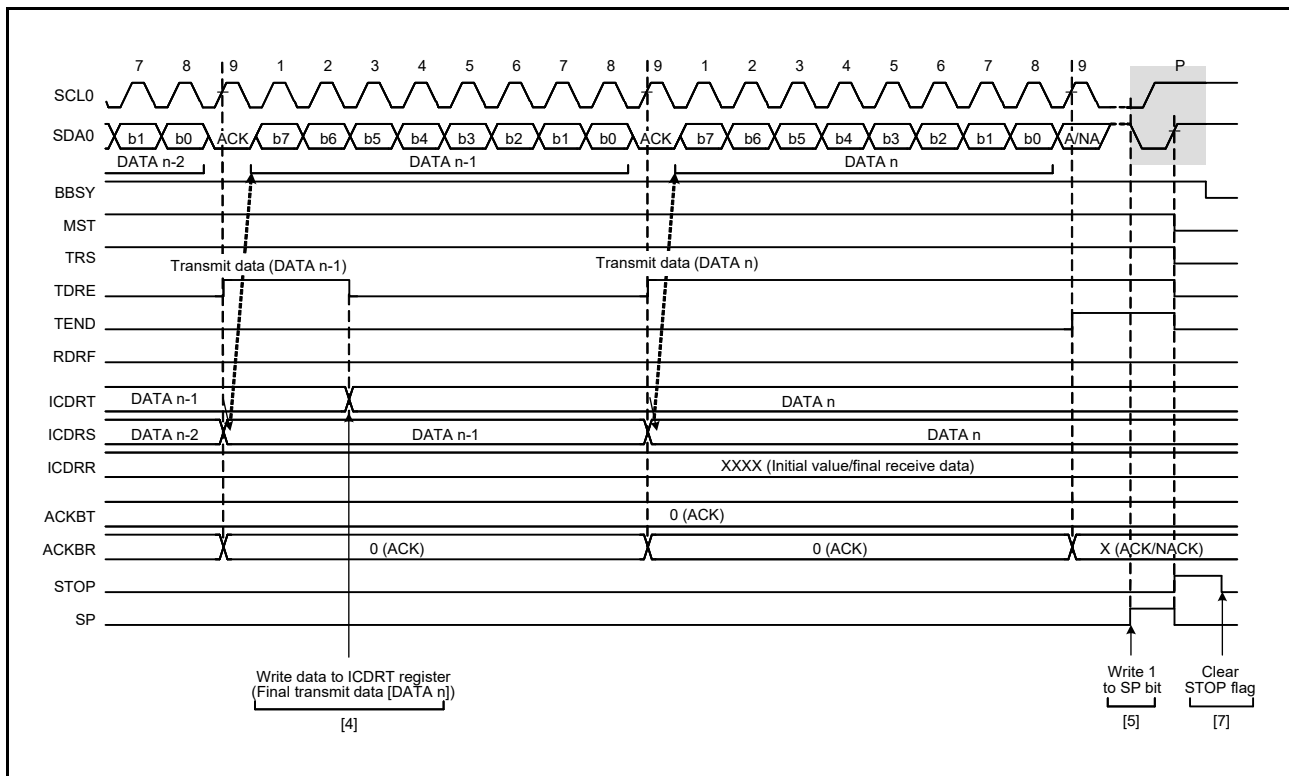 7 8 9 1 2 3 4 5 6 7 8 9 1 2 3 4 5 6 7 8 9 P
SCL0
SDA0 b1 b0 ACK b7 b6 b5 b4 b3 b2 b1 b0 ACK b7 b6 b5 b4 b3 b2 b1 b0 A/NA
DATA n-2 DATA n-1 DATA n
BBSY
MST
TRS
Transmit data (DATA n-1) Transmit data (DATA n)
TDRE
TEND
RDRF
ICDRT DATA n-1 DATA n
ICDRS DATA n-2 DATA n-1 DATA n
ICDRR XXXX (Initial value/final receive data)
ACKBT 0 (ACK)
ACKBR 0 (ACK) 0 (ACK) X (ACK/NACK)
STOP
SP
Write data to ICDRT register
(Final transmit data [DATA n])
[4]
Write 1
to SP bit
[5]
Clear
STOP flag
[7]